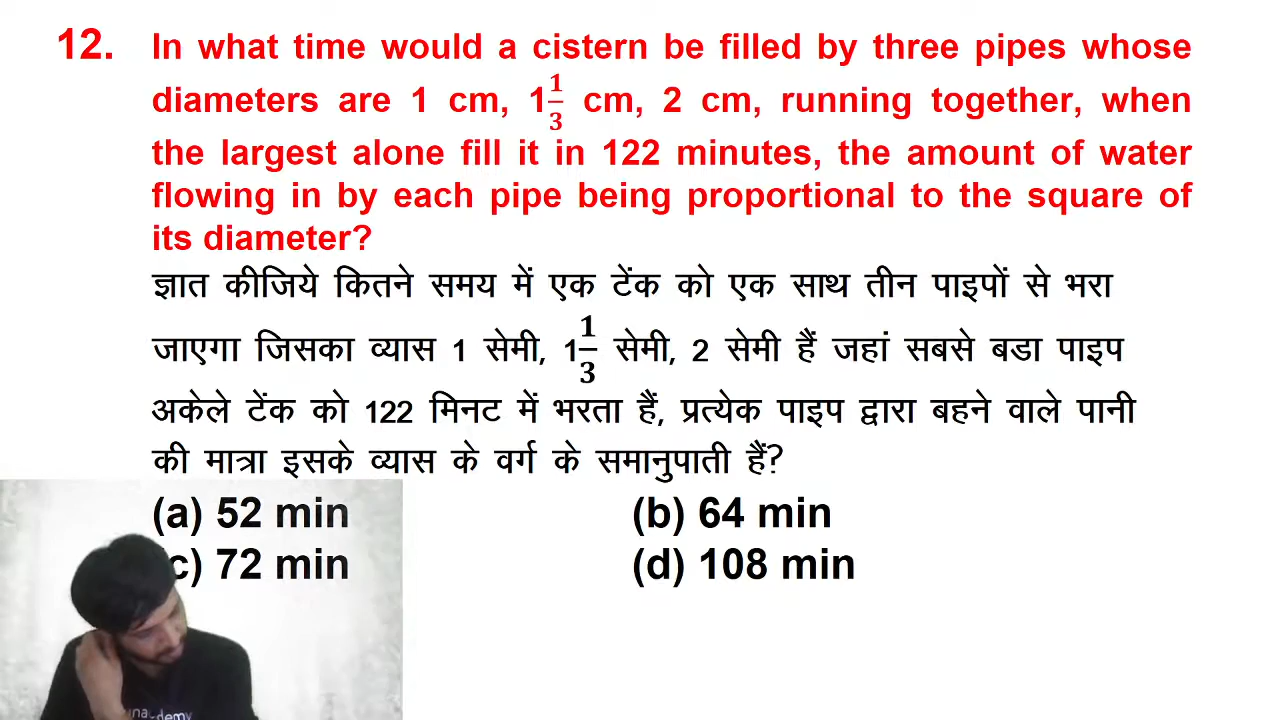 12. In what time would a cistern be filled by three pipes whose
diameters are 1 cm, 1 1/3 cm, 2 cm, running together, when
the largest alone fill it in 122 minutes, the amount of water
flowing in by each pipe being proportional to the square of
its diameter?
ज्ञात कीजिये कितने समय में एक टेंक को एक साथ तीन पाइपों से भरा
जाएगा जिसका व्यास 1 सेमी, 1 1/3 सेमी, 2 सेमी हैं जहां सबसे बडा पाइप
अकेले टेंक को 122 मिनट में भरता हैं, प्रत्येक पाइप द्वारा बहने वाले पानी
की मात्रा इसके व्यास के वर्ग के समानुपाती हैं?
(a) 52 min (b) 64 min
c) 72 min (d) 108 min